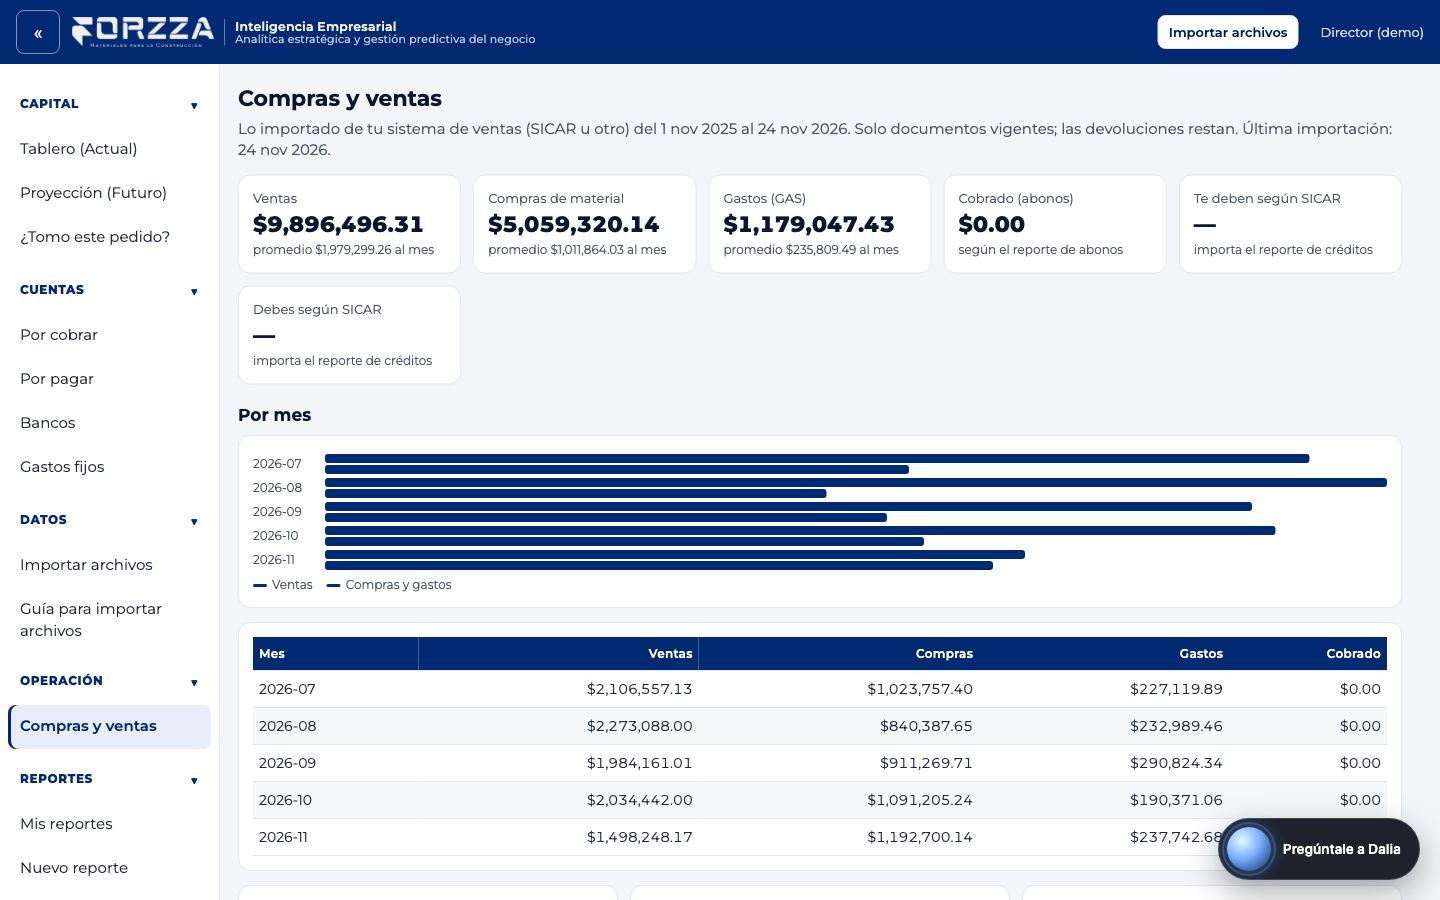 «
FORZZA
Materiales para la Construcción
Inteligencia Empresarial
Analítica estratégica y gestión predictiva del negocio
Importar archivos
Director (demo)
CAPITAL ▼
Tablero (Actual)
Proyección (Futuro)
¿Tomo este pedido?
CUENTAS ▼
Por cobrar
Por pagar
Bancos
Gastos fijos
DATOS ▼
Importar archivos
Guía para importar
archivos
OPERACIÓN ▼
Compras y ventas
REPORTES ▼
Mis reportes
Nuevo reporte
Compras y ventas
Lo importado de tu sistema de ventas (SICAR u otro) del 1 nov 2025 al 24 nov 2026. Solo documentos vigentes; las devoluciones restan. Última importación:
24 nov 2026.
Ventas
$9,896,496.31
promedio $1,979,299.26 al mes
Compras de material
$5,059,320.14
promedio $1,011,864.03 al mes
Gastos (GAS)
$1,179,047.43
promedio $235,809.49 al mes
Cobrado (abonos)
$0.00
según el reporte de abonos
Te deben según SICAR
—
importa el reporte de créditos
Debes según SICAR
—
importa el reporte de créditos
Por mes
2026-07
2026-08
2026-09
2026-10
2026-11
Ventas Compras y gastos
Mes Ventas Compras Gastos Cobrado
2026-07 $2,106,557.13 $1,023,757.40 $227,119.89 $0.00
2026-08 $2,273,088.00 $840,387.65 $232,989.46 $0.00
2026-09 $1,984,161.01 $911,269.71 $290,824.34 $0.00
2026-10 $2,034,442.00 $1,091,205.24 $190,371.06 $0.00
2026-11 $1,498,248.17 $1,192,700.14 $237,742.68
Pregúntale a Dalia